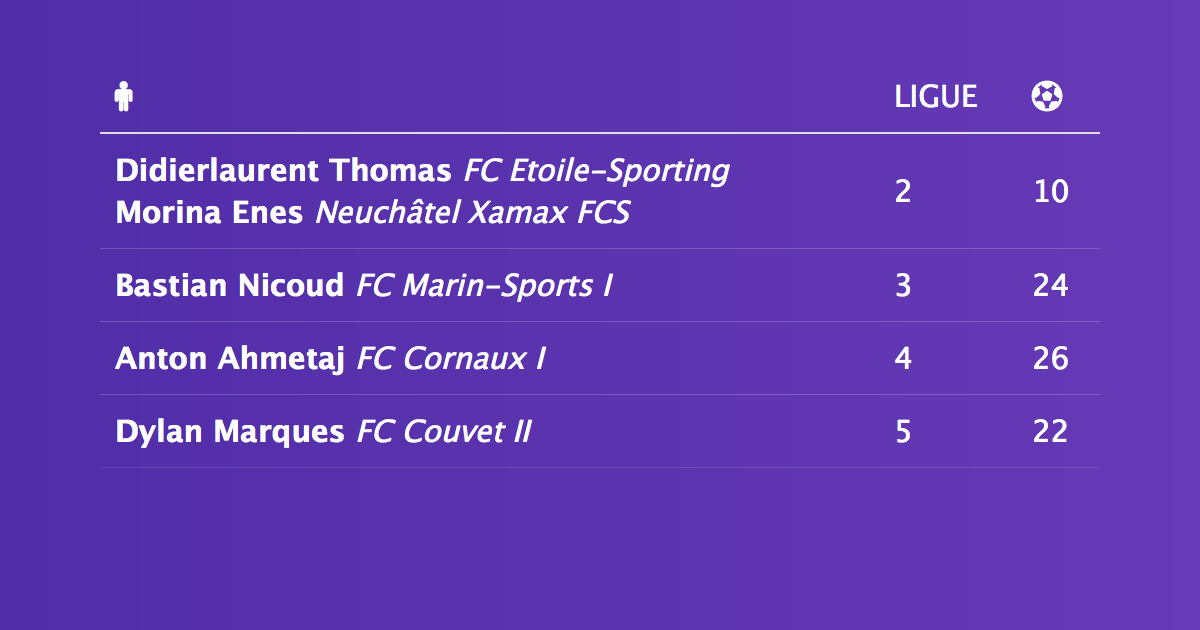 LIGUE
Didierlaurent Thomas FC Etoile-Sporting
Morina Enes Neuchâtel Xamax FCS
2 10
Bastian Nicoud FC Marin-Sports I 3 24
Anton Ahmetaj FC Cornaux I 4 26
Dylan Marques FC Couvet II 5 22